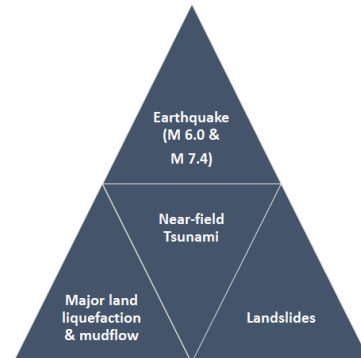 Earthquake
(M 6.0 &
M 7.4)
Near-field
Tsunami
Major land
liquefaction
& mudflow
Landslides